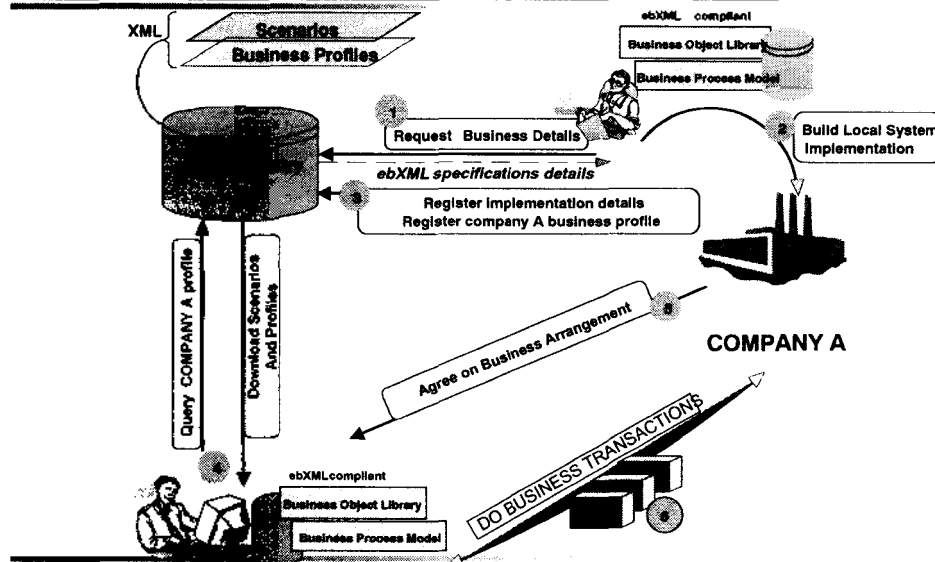 XML
Scenarios
Business Profiles
ebXML compliant
Business Object Library
Business Process Model
1
Request Business Details
ebXML specifications details
2
Build Local System
Implementation
3
Register implementation details
Register company A business profile
Query COMPANY A profile
Download Scenarios
And Profiles
5
Agree on Business Arrangement
COMPANY A
4
ebXML compliant
Business Object Library
Business Process Model
DO BUSINESS TRANSACTIONS
6